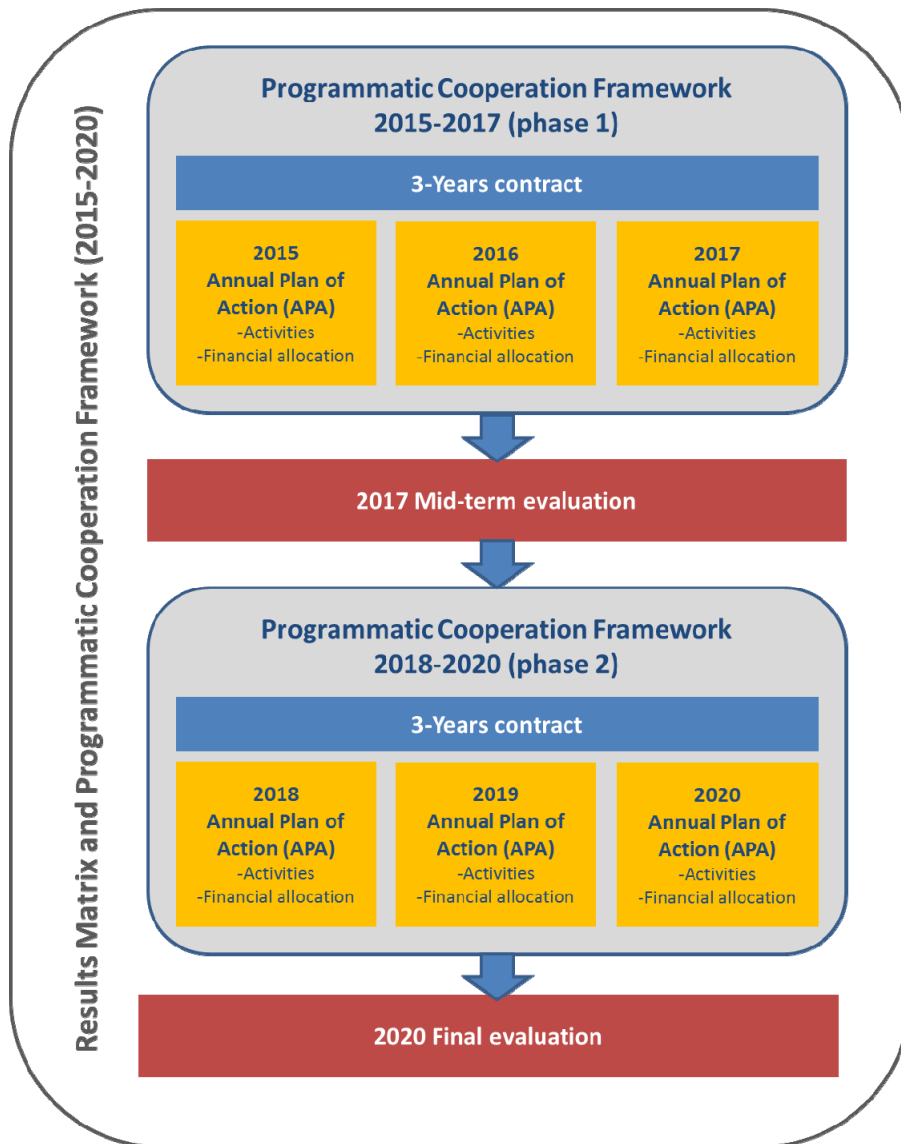 Results Matrix and Programmatic Cooperation Framework (2015-2020)
Programmatic Cooperation Framework
2015-2017 (phase 1)
3-Years contract
2015
Annual Plan of
Action (APA)
-Activities
-Financial allocation
2016
Annual Plan of
Action (APA)
-Activities
-Financial allocation
2017
Annual Plan of
Action (APA)
-Activities
-Financial allocation
2017 Mid-term evaluation
Programmatic Cooperation Framework
2018-2020 (phase 2)
3-Years contract
2018
Annual Plan of
Action (APA)
-Activities
-Financial allocation
2019
Annual Plan of
Action (APA)
-Activities
-Financial allocation
2020
Annual Plan of
Action (APA)
-Activities
-Financial allocation
2020 Final evaluation